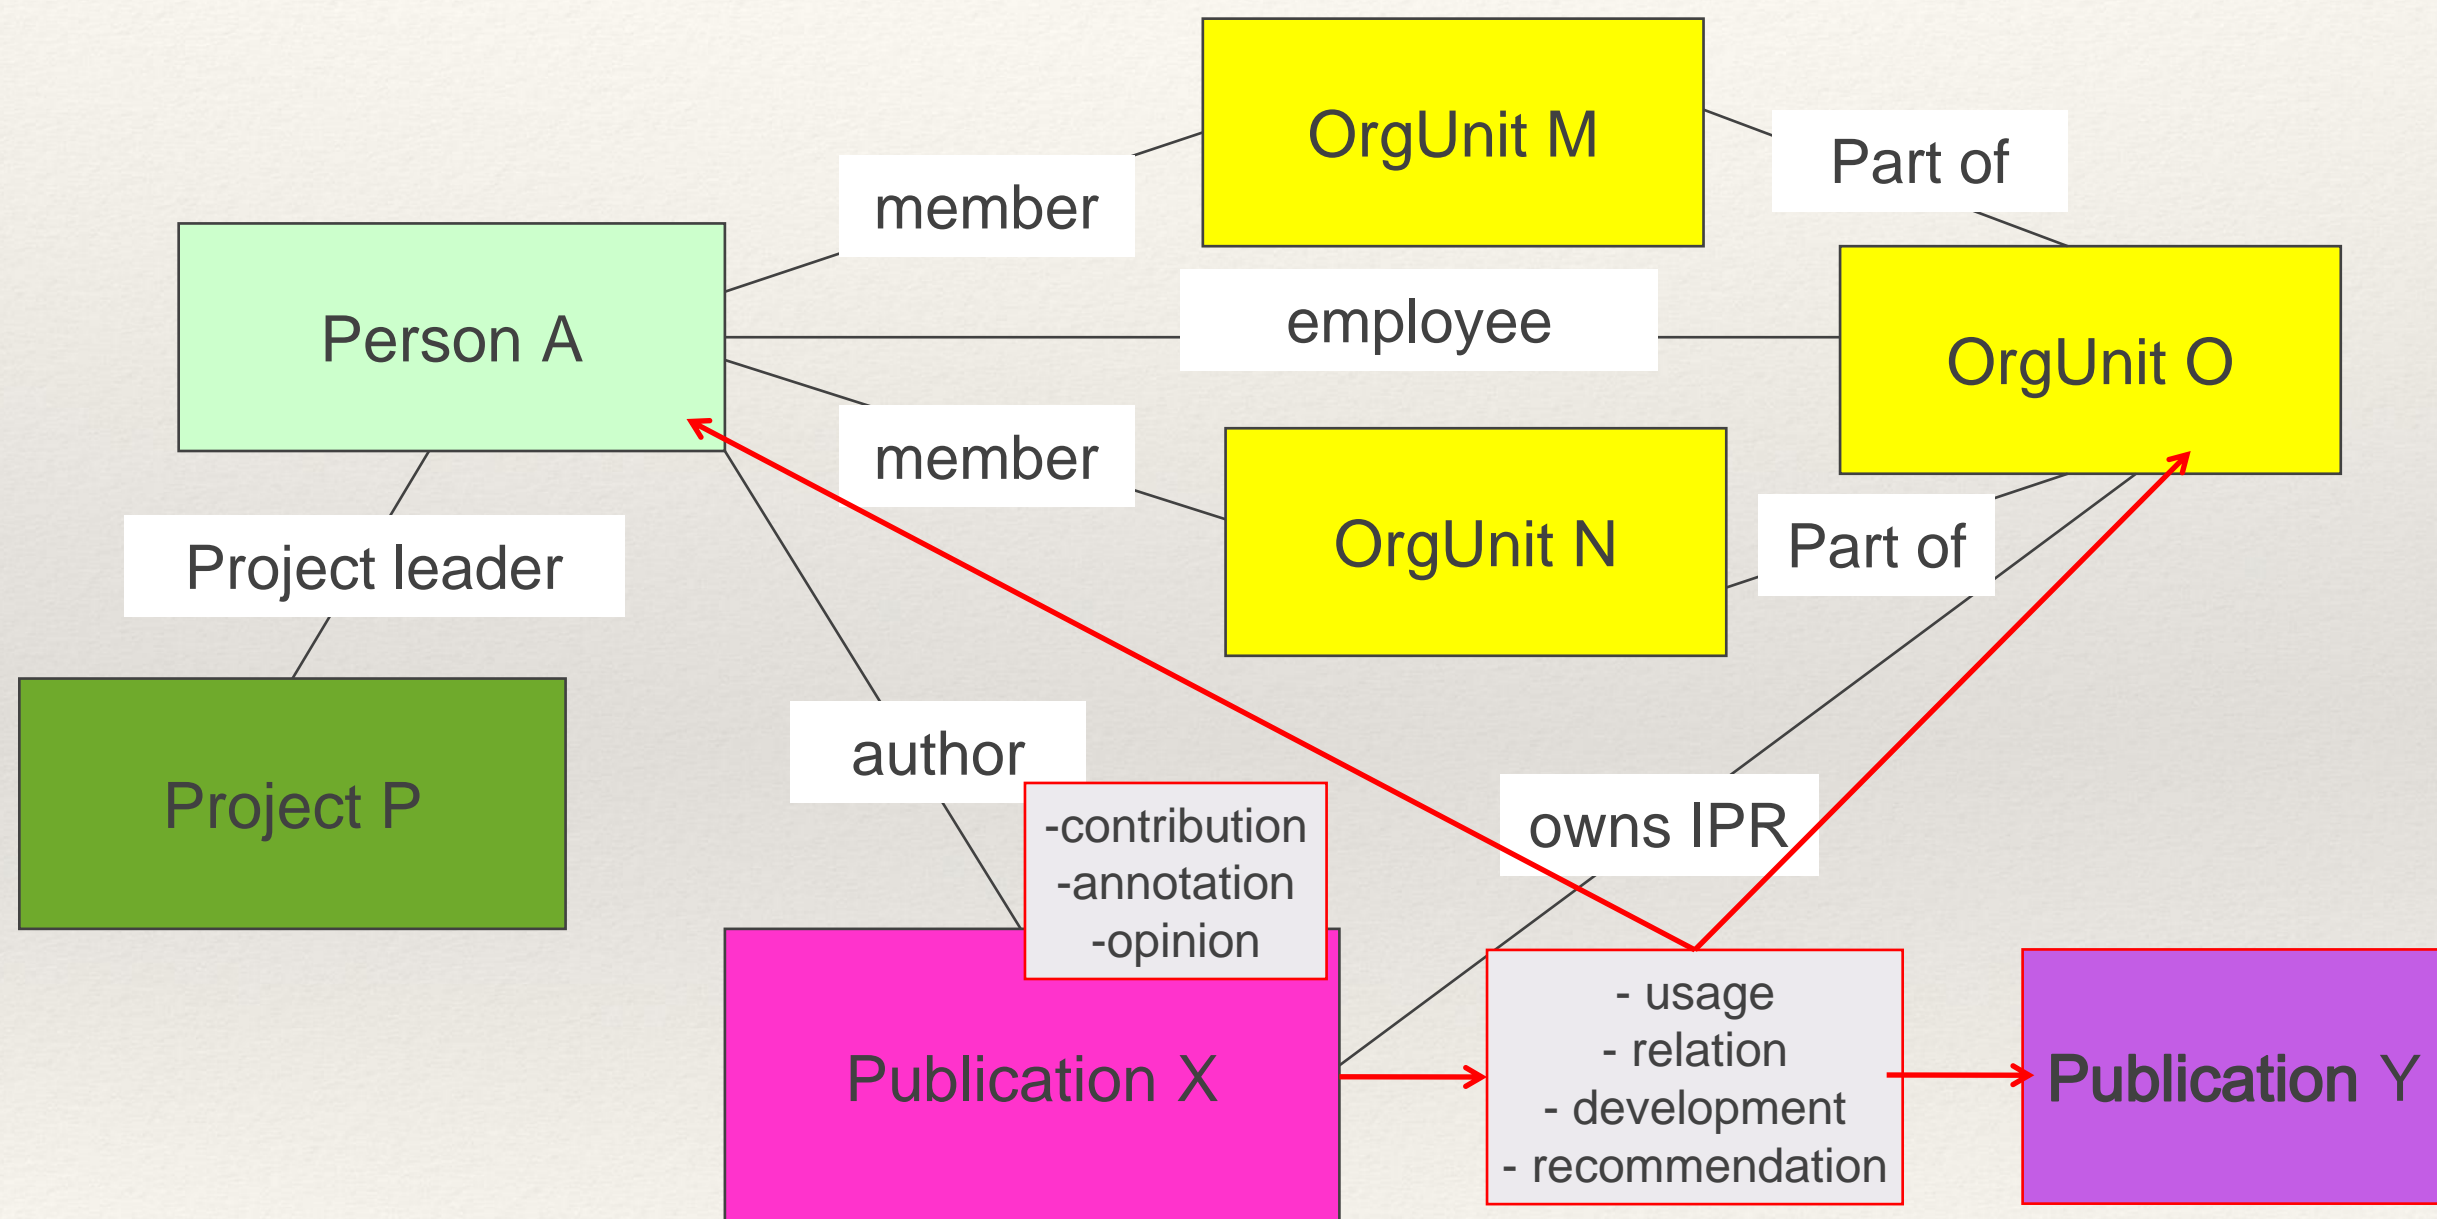 OrgUnit M
Part of
member
employee
Person A
OrgUnit O
member
OrgUnit N
Part of
Project leader
author
Project P
-contribution
-annotation
-opinion
owns IPR
Publication X
- usage
- relation
- development
- recommendation
Publication Y